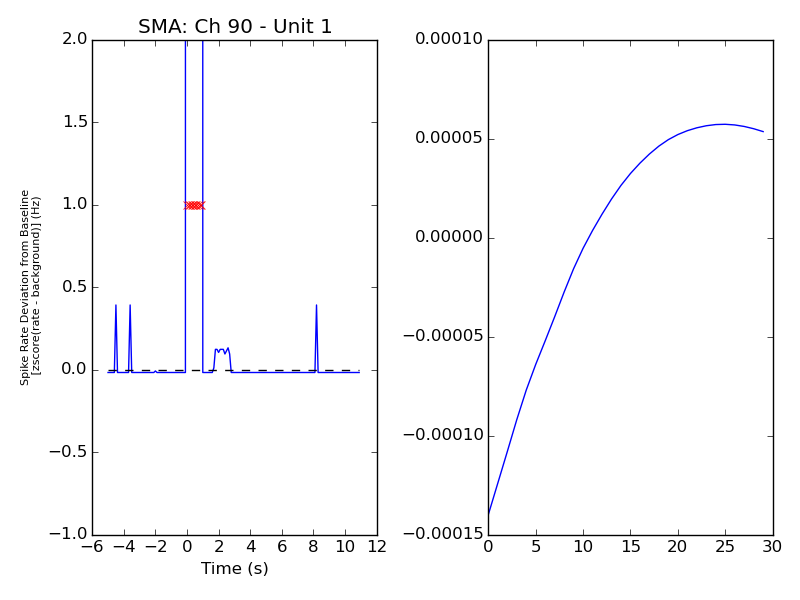 SMA: Ch 90 - Unit 1
Spike Rate Deviation from Baseline
[zscore(rate - background)] (Hz)
2.0
1.5
1.0
0.5
0.0
−0.5
−1.0
−6 −4 −2 0 2 4 6 8 10 12
Time (s)
0.00010
0.00005
0.00000
−0.00005
−0.00010
−0.00015
0 5 10 15 20 25 30